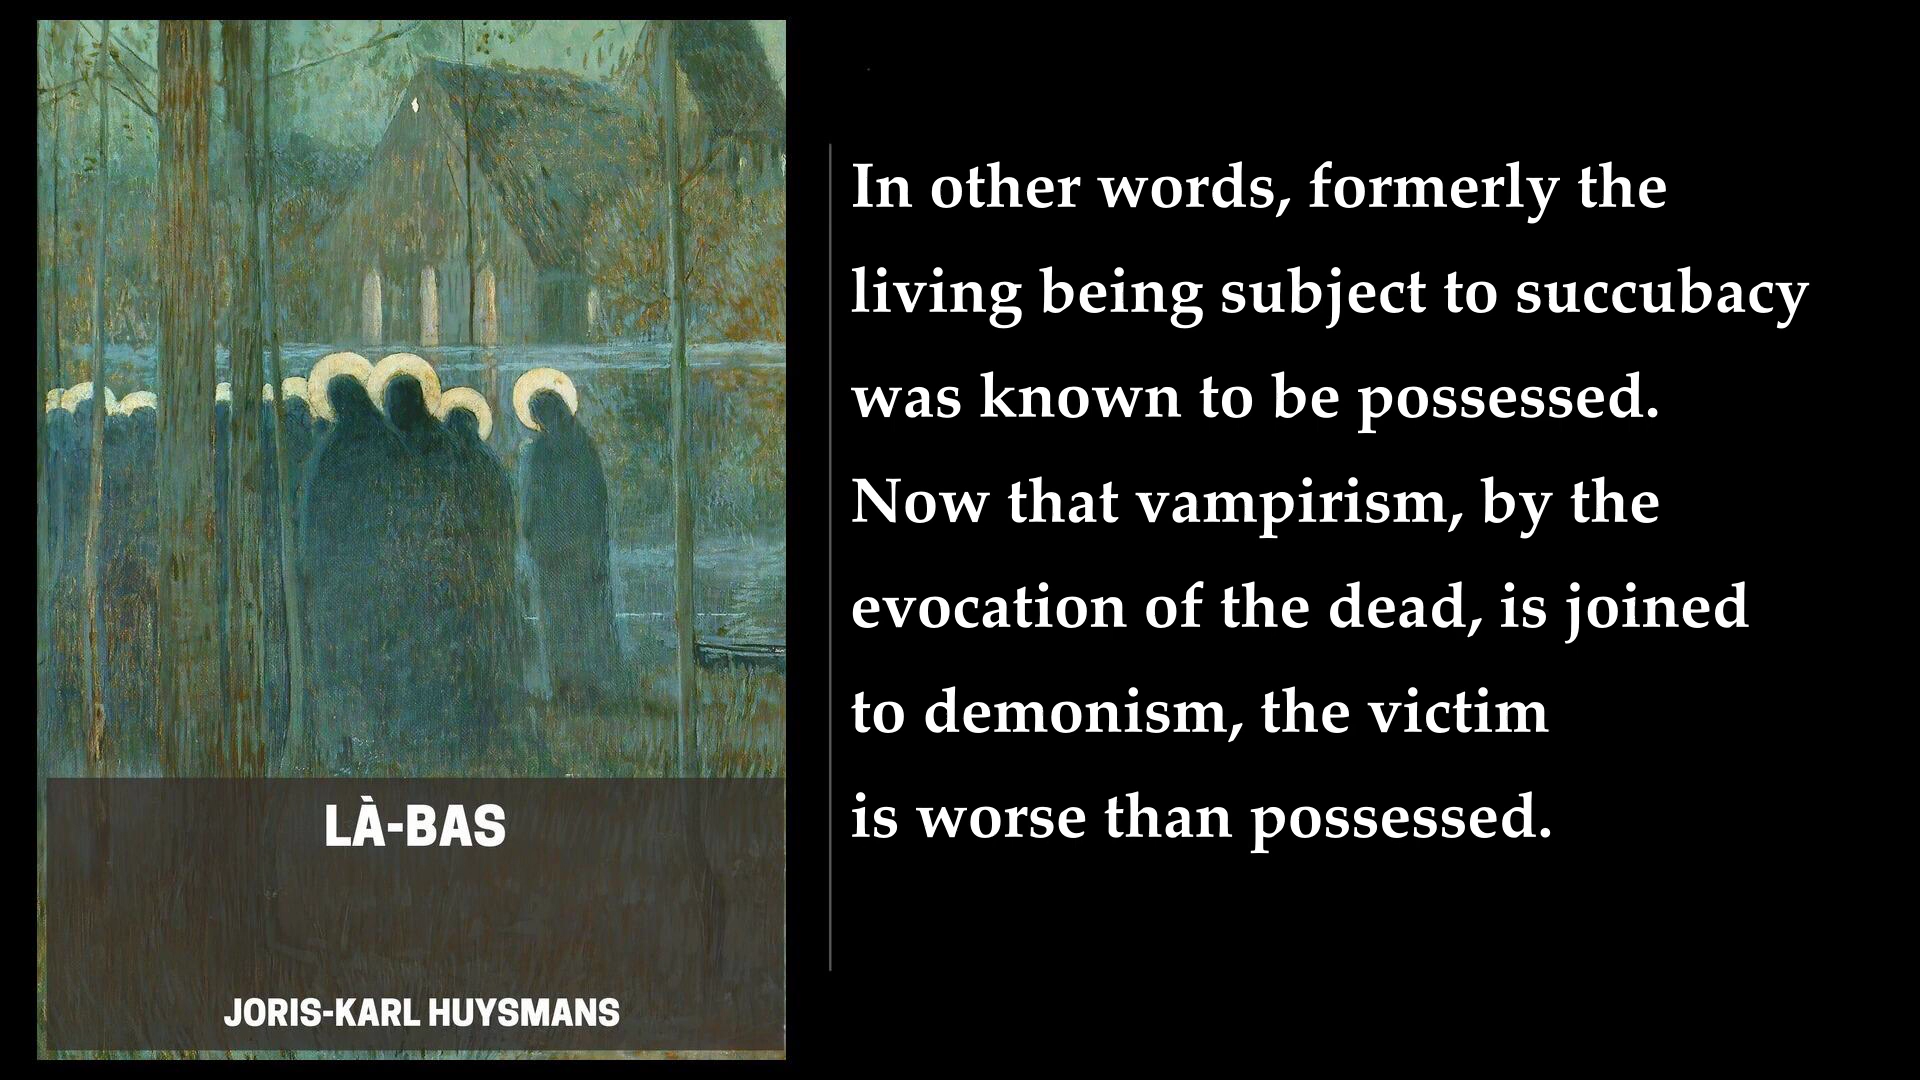 LÀ-BAS
JORIS-KARL HUYSMANS
In other words, formerly the
living being subject to succubacy
was known to be possessed.
Now that vampirism, by the
evocation of the dead, is joined
to demonism, the victim
is worse than possessed.